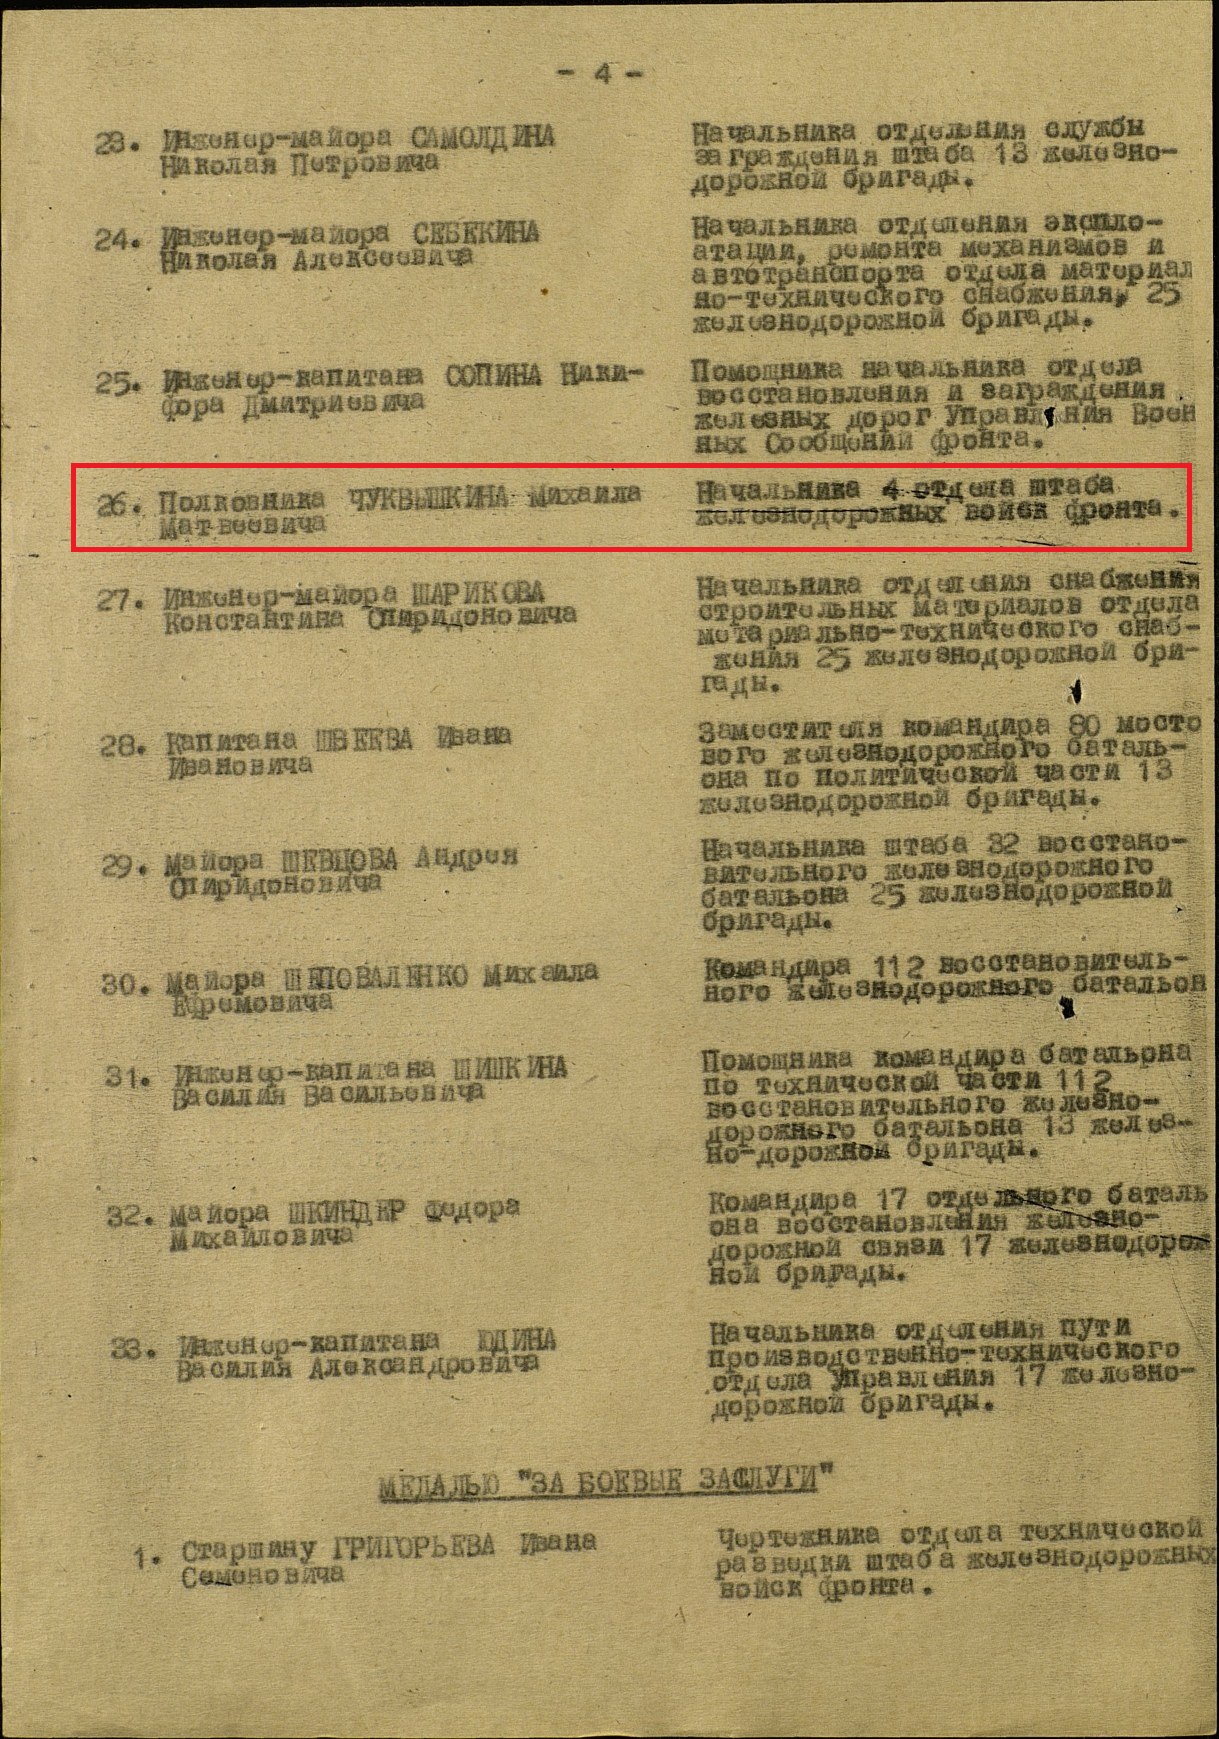 - 4 -
23. Инженер-майора САМОЛДИНА Начальника отделения службы
Николая Петровича заграждения штаба 13 железно-
дорожной бригады.
24. Инженер-майора СЕБЕКИНА Начальника отделения эксплo-
Николая Алексеевича атации, ремонта механизмов и
автотранспорта отдела материал
но-технического снабжения, 25
железнодорожной бригады.
25. Инженер-капитана СОПИНА Ники- Помощника начальника отдела
фора Дмитриевича восстановления и заграждения
железных дорог Управления Воен
ных Сообщений фронта.
26. Полковника ЧУКВЫШКИНА Михаила Начальника 4 отдела штаба
Матвеевича железнодорожных войск фронта.
27. Инженер-майора ШАРИКОВА Начальника отделения снабжения
Константина Спиридоновича строительных материалов отдела
метариально-технического снаб-
жения 25 железнодорожной бри-
гады.
28. Капитана ШВЕЕВА Ивана Заместителя командира 80 мосто
Ивановича вого железнодорожного баталь-
она по политической части 13
железнодорожной бригады.
29. Майора ШЕВЦОВА Андрея Начальника штаба 32 восстано-
Спиридоновича вительного железнодорожного
батальона 25 железнодорожной
бригады.
30. Майора ШЕПОВАЛЕНКО Михаила Командира 112 восстановитель-
Ефремовича ного железнодорожного батальон
31. Инженер-капитана ШИШКИНА Помощника командира батальона
Василия Васильевича по технической части 112
восстановительного железно-
дорожного батальона 13 желез-
но-дорожной бригады.
32. Майора ШКИНДЕР Федора Командира 17 отдельного баталь
Михайловича она восстановления железно-
дорожной связи 17 железнодорож
ной бригады.
33. Инженер-капитана ЮДИНА Начальника отделения пути
Василия Александровича производственно-технического
отдела Управления 17 железно-
дорожной бригады.
МЕДАЛЬЮ "ЗА БОЕВЫЕ ЗАСЛУГИ"
1. Старшину ГРИГОРЬЕВА Ивана Чертежника отдела технической
Семеновича разведки штаба железнодорожных
войск фронта.